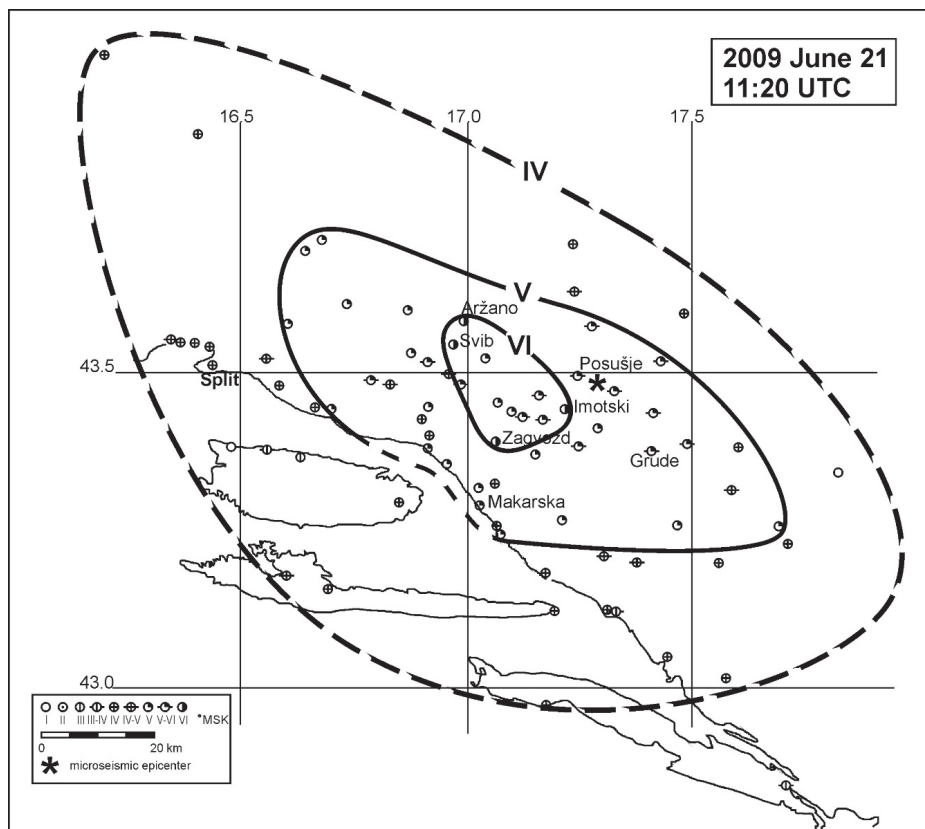 2009 June 21
11:20 UTC
16.5
17.0
17.5
IV
V
Aržano
Svib
VI
43.5
Posušje
Split
Imotski
Zagvozd
Grude
Makarska
43.0
I II III III-IV IV IV-V V V-VI VI °MSK
0 20 km
* microseismic epicenter